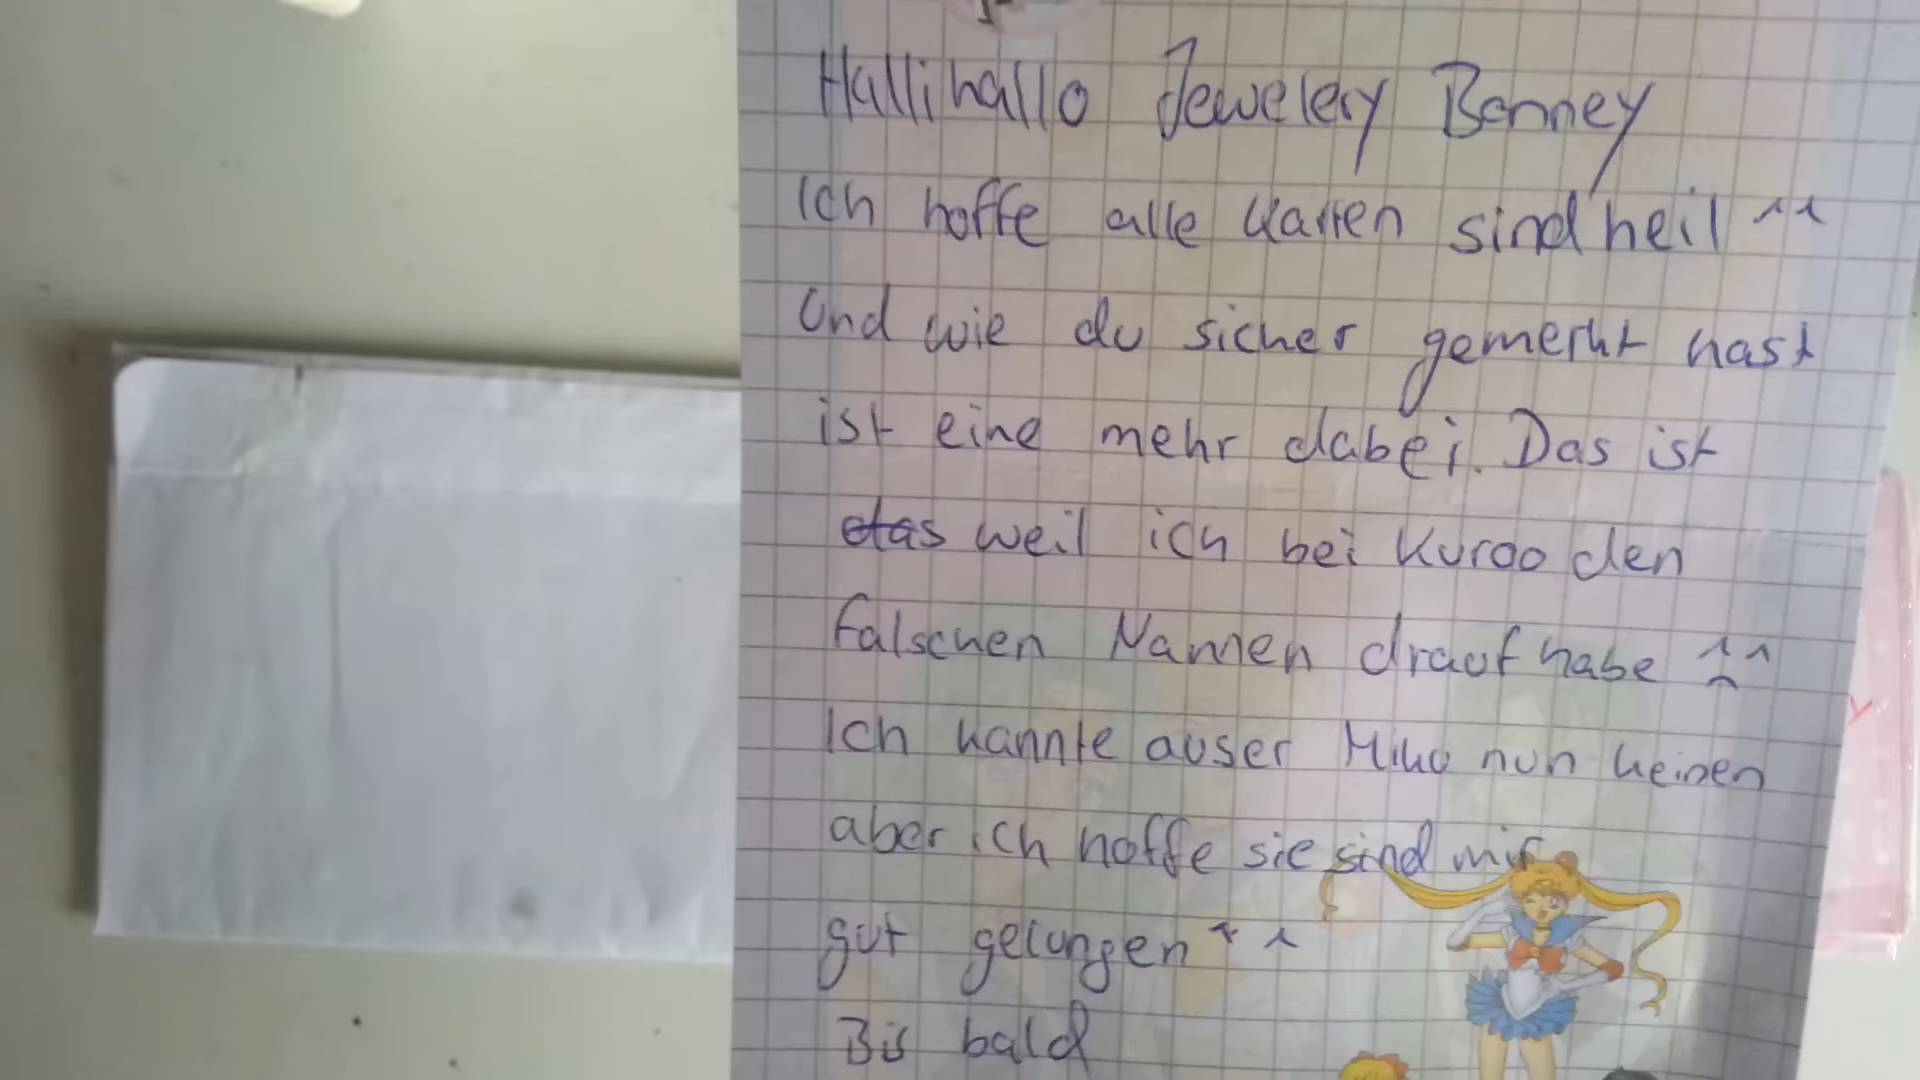 Hallihallo Jewelery Bonney
Ich hoffe alle Karten sind heil ^^
Und wie du sicher gemerkt hast
ist eine mehr dabei. Das ist
das weil ich bei Kuroo den
falschen Namen drauf habe ^^
Ich kannte auser Miku nun keinen
aber ich hoffe sie sind mir
gut gelungen ^^
Bis bald